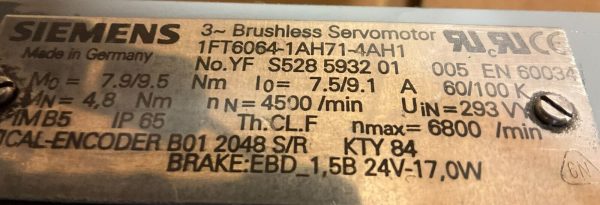 SIEMENS 3~ Brushless Servomotor
Made in Germany 1FT6064-1AH71-4AH1
No.YF S528 5932 01 005 EN 60034
Mo = 7.9/9.5 Nm Io = 7.5/9.1 A 60/100 K
MN = 4,8 Nm nN = 4500 /min UIN = 293 V
IMB5 IP 65 Th.CL.F nmax = 6800 /min
ICAL-ENCODER B01 2048 S/R KTY 84
BRAKE:EBD_1,5B 24V-17,0W